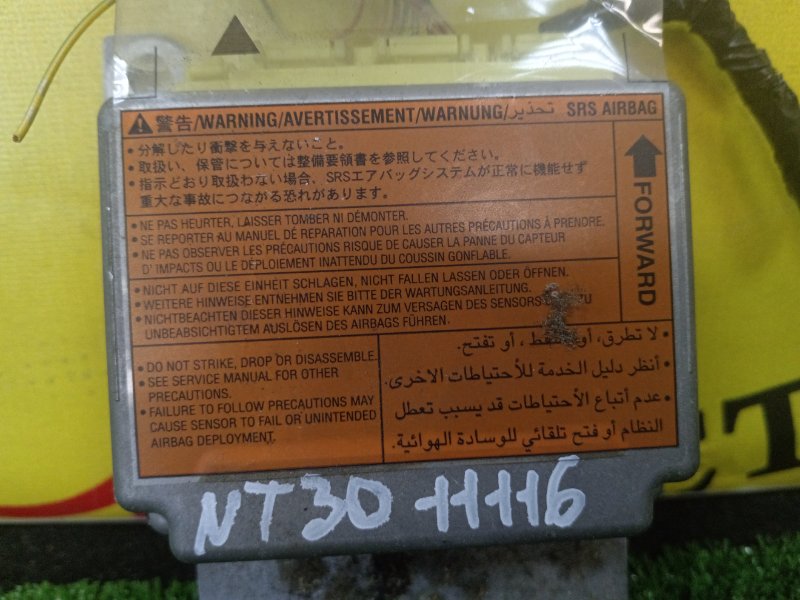 警告/WARNING/AVERTISSEMENT/WARNUNG/تحذير SRS AIRBAG
• 分解したり衝撃を与えないこと。
• 取扱い、保管については整備要領書を参照してください。
• 指示どおり取扱わない場合、SRSエアバッグシステムが正常に機能せず
重大な事故につながる恐れがあります。
FORWARD
• NE PAS HEURTER, LAISSER TOMBER NI DÉMONTER.
• SE REPORTER AU MANUEL DE RÉPARATION POUR LES AUTRES PRÉCAUTIONS À PRENDRE.
• NE PAS OBSERVER LES PRÉCAUTIONS RISQUE DE CAUSER LA PANNE DU CAPTEUR
D' IMPACTS OU LE DÉPLOIEMENT INATTENDU DU COUSSIN GONFLABLE.
• NICHT AUF DIESE EINHEIT SCHLAGEN, NICHT FALLEN LASSEN ODER ÖFFNEN.
• WEITERE HINWEISE ENTNEHMEN SIE BITTE DER WARTUNGSANLEITUNG.
• NICHTBEACHTEN DIESER HINWEISE KANN ZUM VERSAGEN DES SENSORS ZU
UNBEABSICHTIGTEM AUSLÖSEN DES AIRBAGS FÜHREN.
• DO NOT STRIKE, DROP OR DISASSEMBLE.
• SEE SERVICE MANUAL FOR OTHER
PRECAUTIONS.
• FAILURE TO FOLLOW PRECAUTIONS MAY
CAUSE SENSOR TO FAIL OR UNINTENDED
AIRBAG DEPLOYMENT.
• لا تطرق، أو ، أو تفتح.
• أنظر دليل الخدمة للأحتياطات الاخرى.
• عدم أتباع الأحتياطات قد يسبب تعطل
النظام أو فتح تلقائي للوسادة الهوائية.
NT30 11116